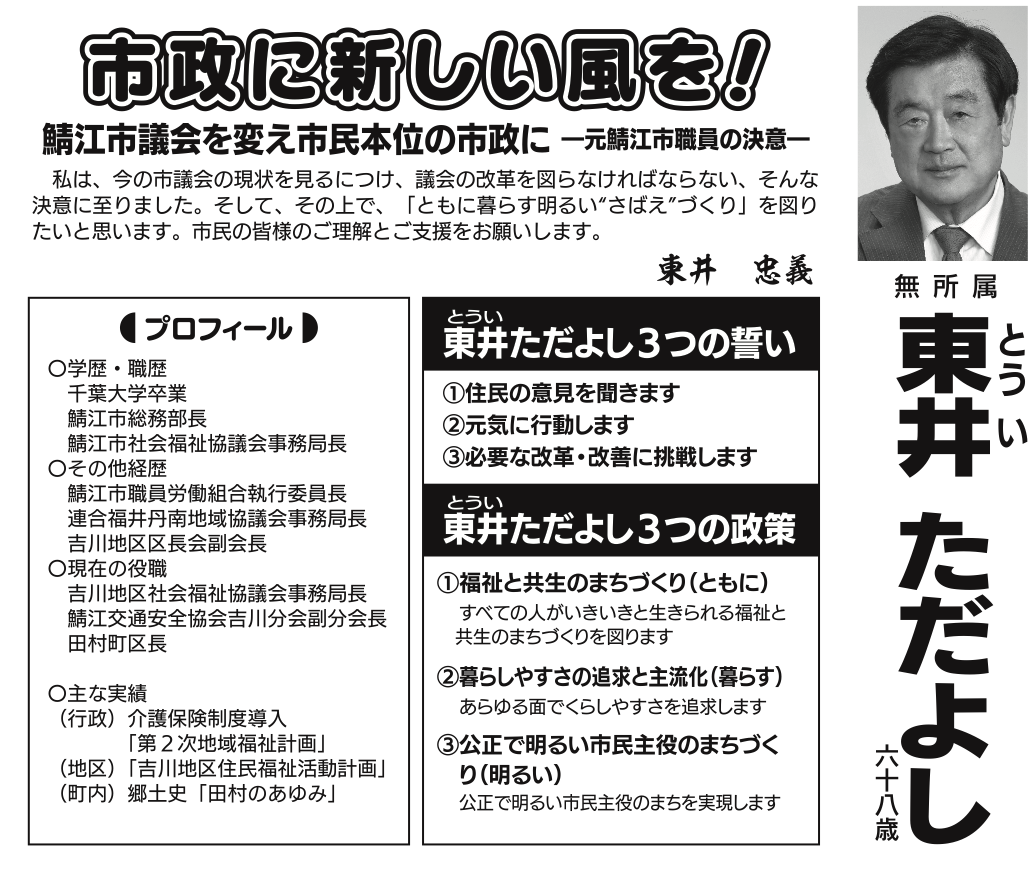 市政に新しい風を!
鯖江市議会を変え市民本位の市政に ―元鯖江市職員の決意―
私は、今の市議会の現状を見るにつけ、議会の改革を図らなければならない、そんな
決意に至りました。そして、その上で、「ともに暮らす明るい“さばえ”づくり」を図り
たいと思います。市民の皆様のご理解とご支援をお願いします。
東井 忠義
プロフィール
〇学歴・職歴
千葉大学卒業
鯖江市総務部長
鯖江市社会福祉協議会事務局長
〇その他経歴
鯖江市職員労働組合執行委員長
連合福井丹南地域協議会事務局長
吉川地区区長会副会長
〇現在の役職
吉川地区社会福祉協議会事務局長
鯖江交通安全協会吉川分会副分会長
田村町区長
〇主な実績
(行政)介護保険制度導入
「第2次地域福祉計画」
(地区)「吉川地区住民福祉活動計画」
(町内)郷土史「田村のあゆみ」
とうい
東井ただよし3つの誓い
①住民の意見を聞きます
②元気に行動します
③必要な改革・改善に挑戦します
とうい
東井ただよし3つの政策
①福祉と共生のまちづくり(ともに)
すべての人がいきいきと生きられる福祉と
共生のまちづくりを図ります
②暮らしやすさの追求と主流化(暮らす)
あらゆる面でくらしやすさを追求します
③公正で明るい市民主役のまちづく
り(明るい)
公正で明るい市民主役のまちを実現します
無所属
とうい
東井 ただよし
六十八歳